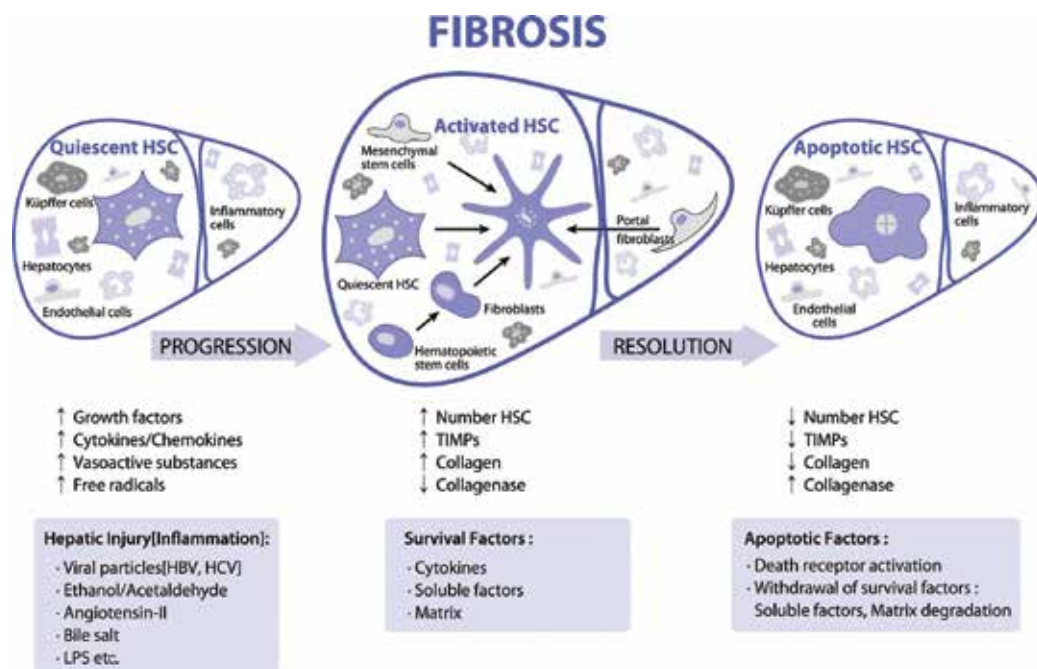 FIBROSIS
Quiescent HSC
Küpffer cells
Inflammatory
cells
Hepatocytes
Endothelial cells
Activated HSC
Mesenchymal
stem cells
Portal
fibroblasts
Quiescent HSC
Fibroblasts
Hematopoietic
stem cells
Apoptotic HSC
Küpffer cells
Inflammatory
cells
Hepatocytes
Endothelial
cells
PROGRESSION
RESOLUTION
↑ Growth factors
↑ Cytokines/Chemokines
↑ Vasoactive substances
↑ Free radicals
↑ Number HSC
↑ TIMPs
↑ Collagen
↓ Collagenase
↓ Number HSC
↓ TIMPs
↓ Collagen
↑ Collagenase
Hepatic Injury[Inflammation]:
· Viral particles[HBV, HCV]
· Ethanol/Acetaldehyde
· Angiotensin-II
· Bile salt
· LPS etc.
Survival Factors :
· Cytokines
· Soluble factors
· Matrix
Apoptotic Factors :
· Death receptor activation
· Withdrawal of survival factors :
Soluble factors, Matrix degradation